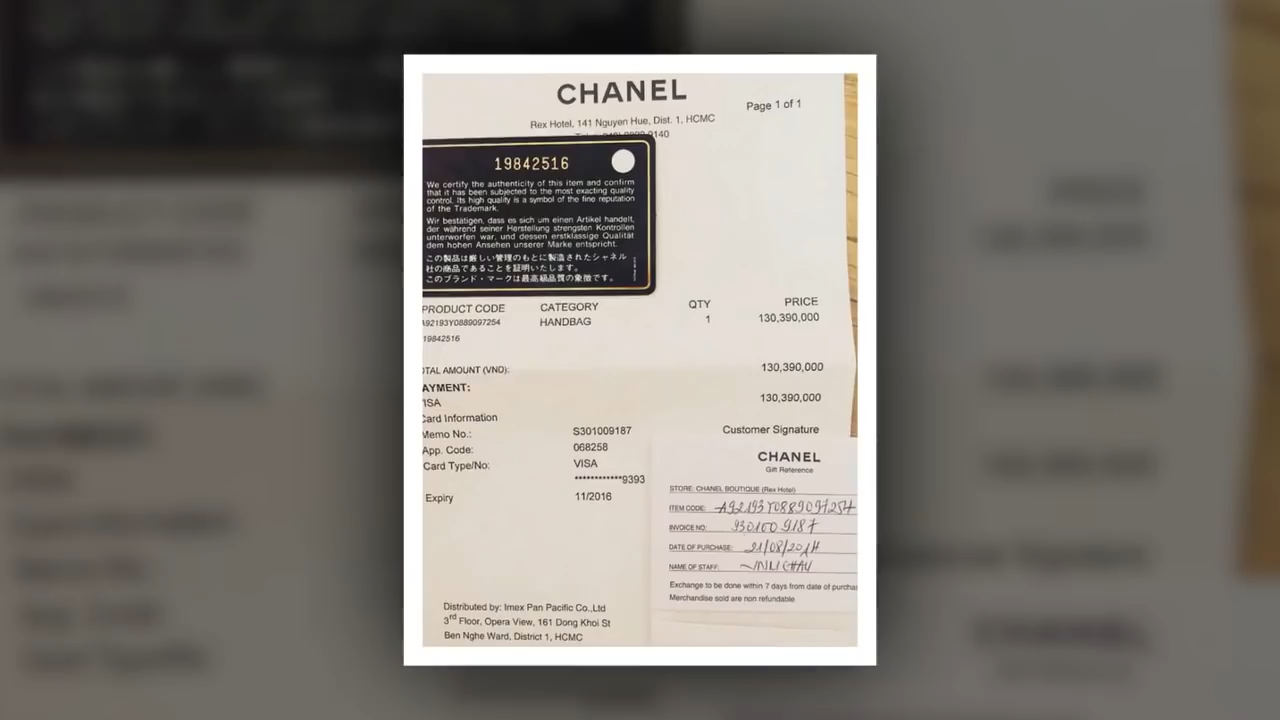 CHANEL
Page 1 of 1
Rex Hotel, 141 Nguyen Hue, Dist. 1, HCMC
9140
19842516
We certify the authenticity of this item and confirm
that it has been subjected to the most exacting quality
control. Its high quality is a symbol of the fine reputation
of the Trademark.
Wir bestätigen, dass es sich um einen Artikel handelt,
der während seiner Herstellung strengsten Kontrollen
unterworfen war, und dessen erstklassige Qualität
dem hohen Ansehen unserer Marke entspricht.
この製品は厳しい管理のもとに製造されたシャネル
社の商品であることを証明いたします。
このブランド・マークは最高級品質の象徴です。
PRODUCT CODE CATEGORY QTY PRICE
A92193Y0889097254 HANDBAG 1 130,390,000
19842516
OTAL AMOUNT (VND): 130,390,000
AYMENT:
ISA 130,390,000
Card Information
Memo No.: S301009187 Customer Signature
App. Code: 068258
Card Type/No: VISA
************9393
Expiry 11/2016
CHANEL
Gift Reference
STORE: CHANEL BOUTIQUE (Rex Hotel)
ITEM CODE: A92193Y0889097254
INVOICE NO: 9301009187
DATE OF PURCHASE: 21/08/2014
NAME OF STAFF:
Exchange to be done within 7 days from date of purcha
Merchandise sold are non refundable
Distributed by: Imex Pan Pacific Co.,Ltd
3rd Floor, Opera View, 161 Dong Khoi St
Ben Nghe Ward, District 1, HCMC